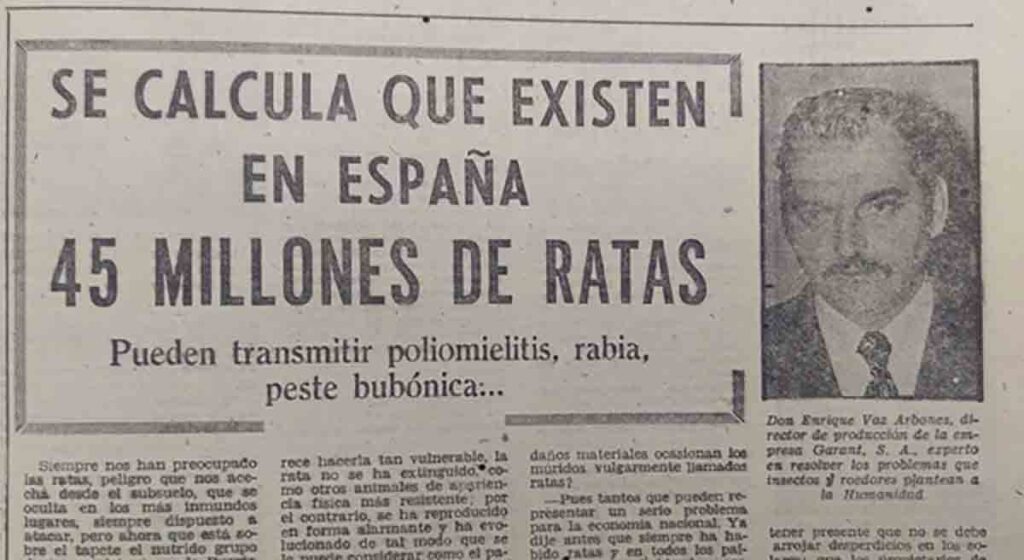 SE CALCULA QUE EXISTEN
EN ESPAÑA
45 MILLONES DE RATAS
Pueden transmitir poliomielitis, rabia,
peste bubónica...
Don Enrique Vaz Arbones, di-
rector de producción de la em-
presa Garant, S. A., experto
en resolver los problemas que
insectos y roedores plantean a
la Humanidad
Siempre nos han preocupado
las ratas, peligro que nos ace-
cha desde el subsuelo, que se
oculta en los más inmundos
lugares, siempre dispuesto a
atacar, pero ahora que está so-
bre el tapete el nutrido grupo
rece hacerla tan vulnerable, la
rata no se ha extinguido, co-
mo otros animales de aparien-
cia física más resistente; por
el contrario, se ha reproducido
en forma alarmante y ha evo-
lucionado de tal modo que se
la puede considerar como el pa-
daños materiales ocasionan los
múridos vulgarmente llamados
ratas?
—Pues tantos que pueden re-
presentar un serio problema
para la economía nacional. Ya
dije antes que siempre ha ha-
bido ratas y en todos los paí-
tener presente que no se debe
arrojar desperdicios en los so-